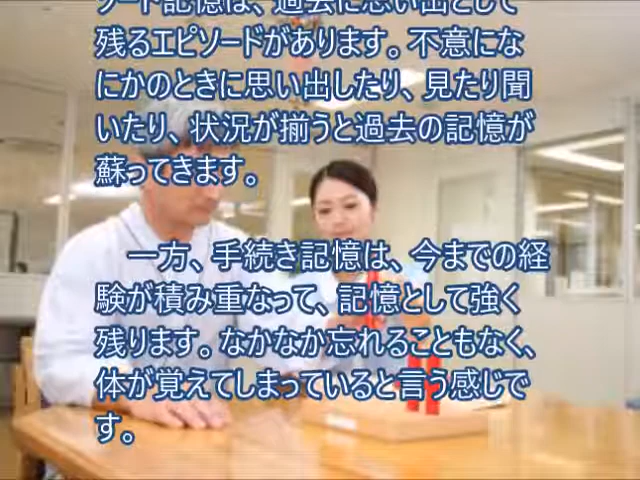 ソード記憶は、過去に思い出として
残るエピソードがあります。不意にな
にかのときに思い出したり、見たり聞
いたり、状況が揃うと過去の記憶が
蘇ってきます。
一方、手続き記憶は、今までの経
験が積み重なって、記憶として強く
残ります。なかなか忘れることもなく、
体が覚えてしまっていると言う感じで
す。